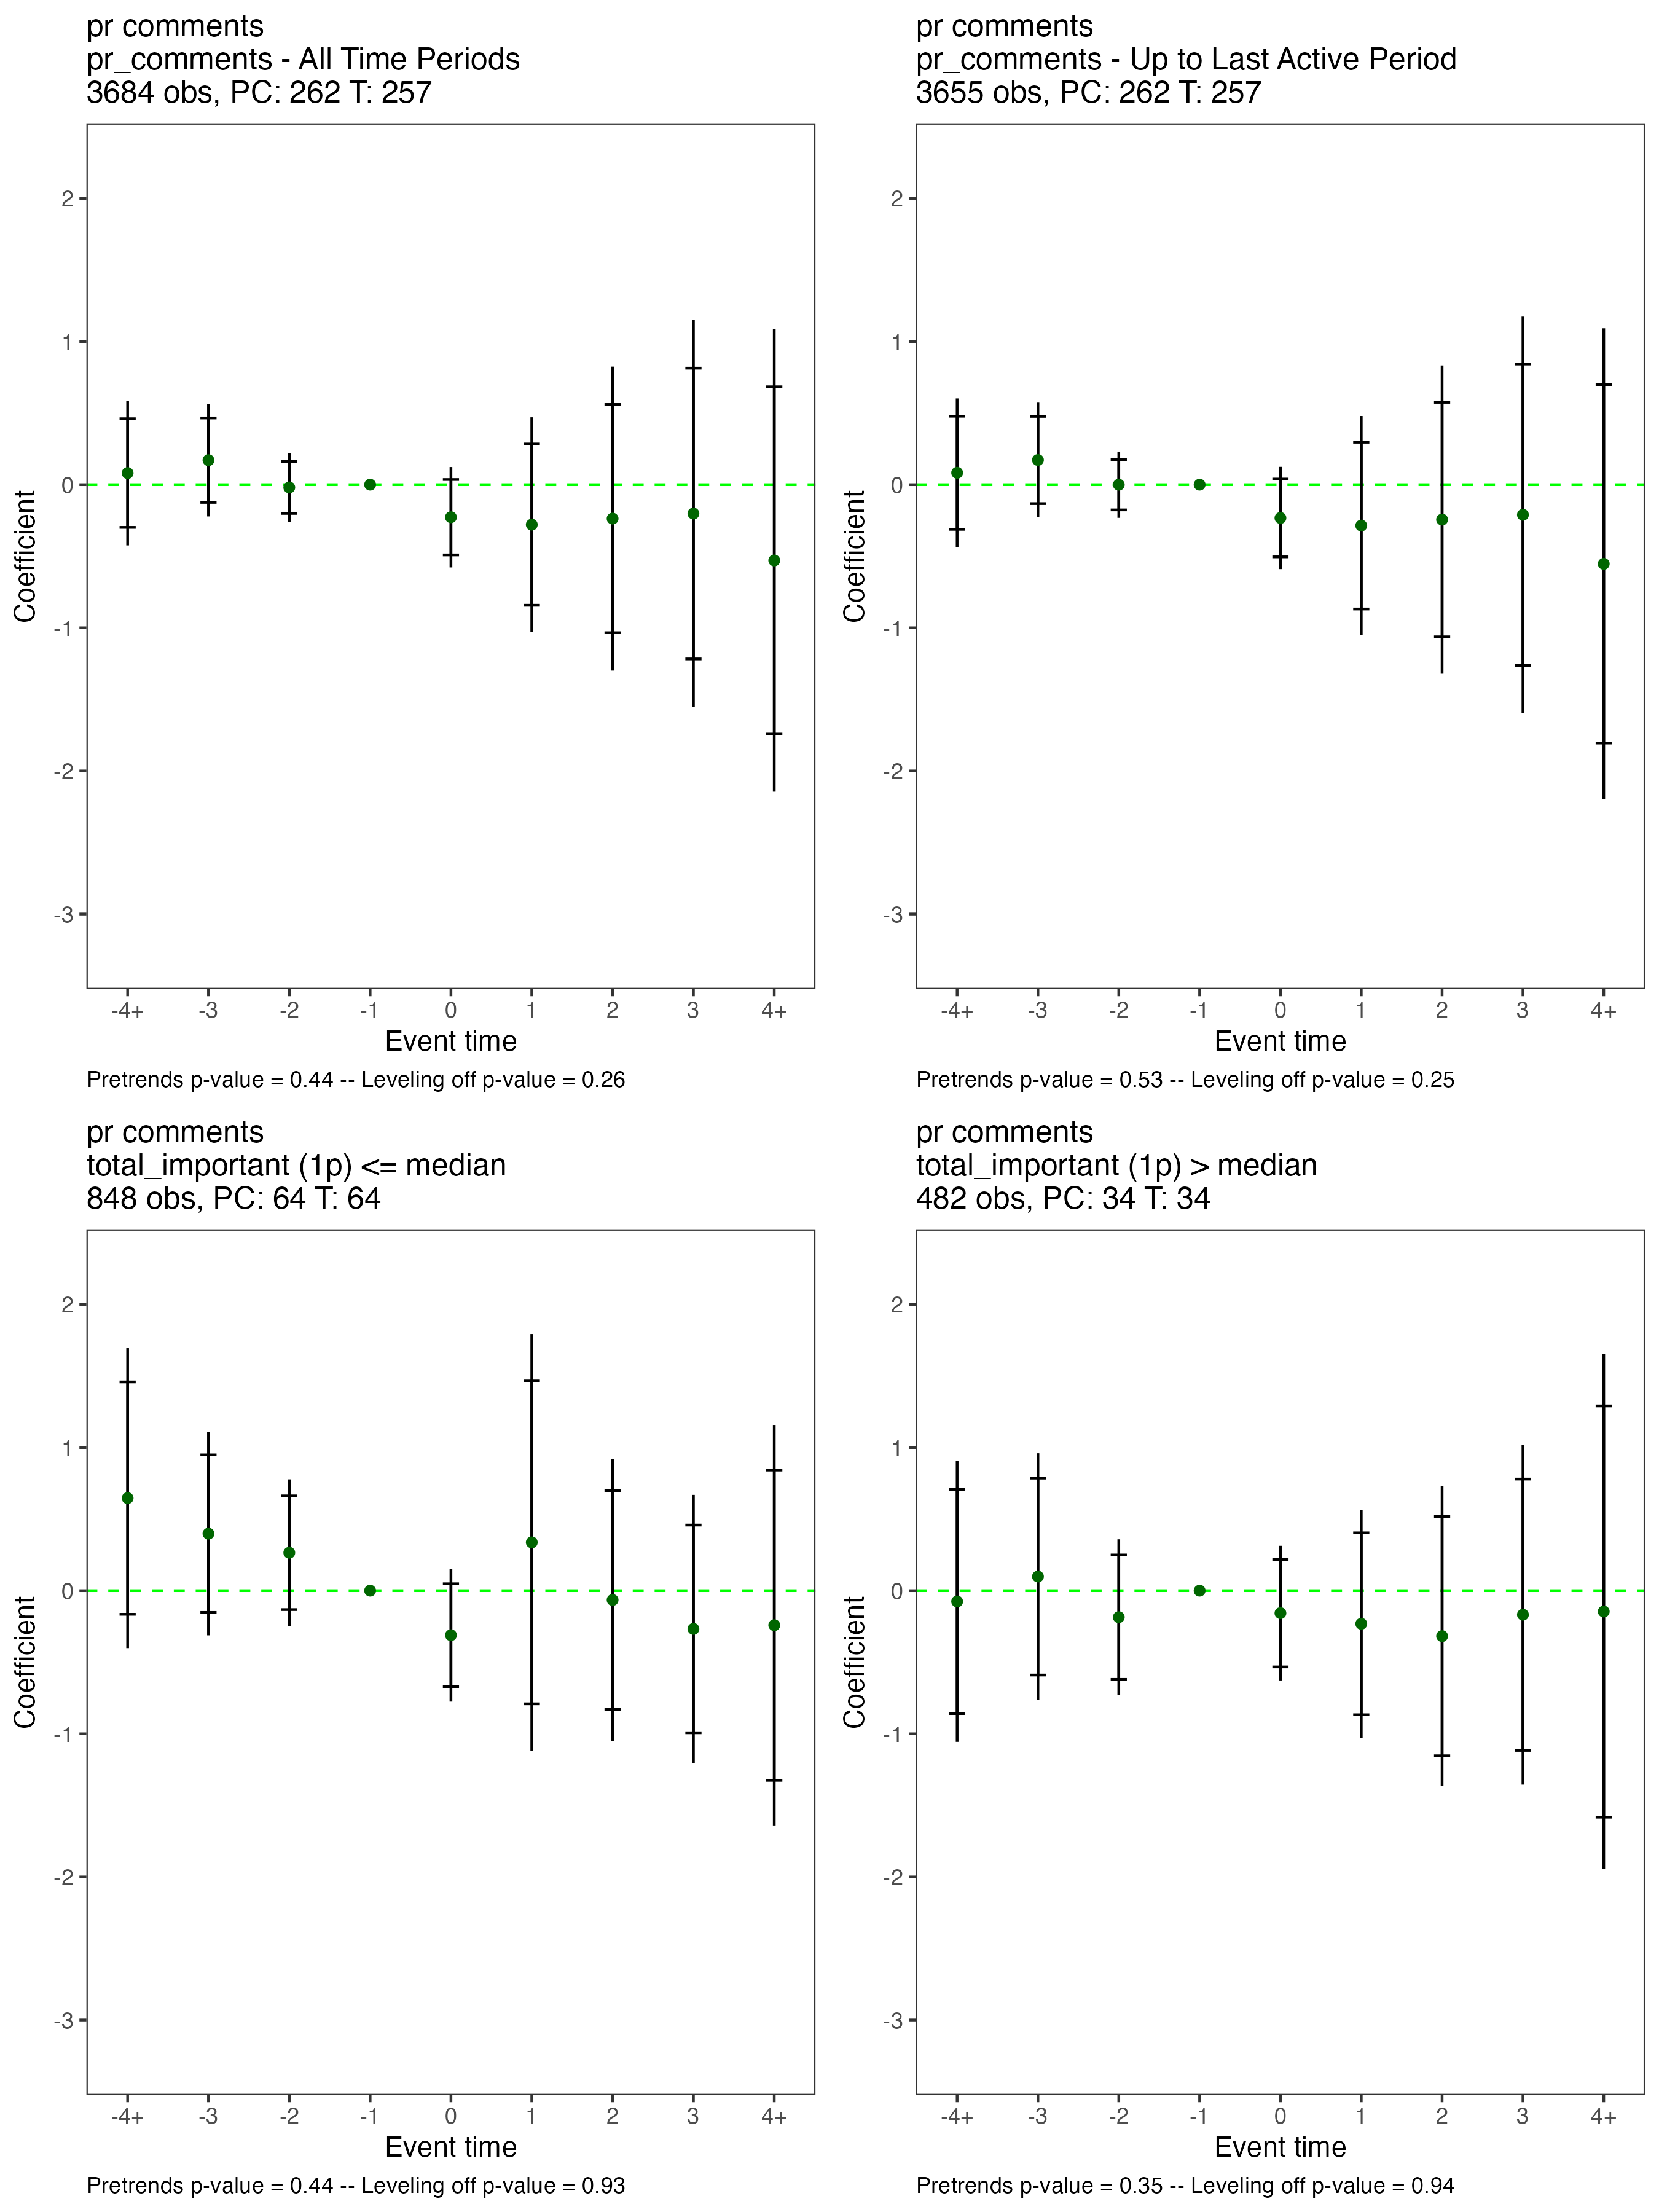 pr comments
pr_comments - All Time Periods
3684 obs, PC: 262 T: 257
2
1
0
-1
-2
-3
Coefficient
-4+ -3 -2 -1 0 1 2 3 4+
Event time
Pretrends p-value = 0.44 -- Leveling off p-value = 0.26
pr comments
pr_comments - Up to Last Active Period
3655 obs, PC: 262 T: 257
2
1
0
-1
-2
-3
Coefficient
-4+ -3 -2 -1 0 1 2 3 4+
Event time
Pretrends p-value = 0.53 -- Leveling off p-value = 0.25
pr comments
total_important (1p) <= median
848 obs, PC: 64 T: 64
2
1
0
-1
-2
-3
Coefficient
-4+ -3 -2 -1 0 1 2 3 4+
Event time
Pretrends p-value = 0.44 -- Leveling off p-value = 0.93
pr comments
total_important (1p) > median
482 obs, PC: 34 T: 34
2
1
0
-1
-2
-3
Coefficient
-4+ -3 -2 -1 0 1 2 3 4+
Event time
Pretrends p-value = 0.35 -- Leveling off p-value = 0.94